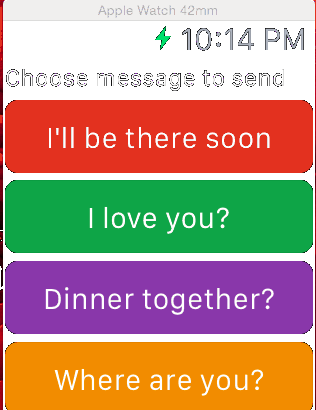 Apple Watch 42mm
10:14 PM
Choose message to send
I'll be there soon
I love you?
Dinner together?
Where are you?